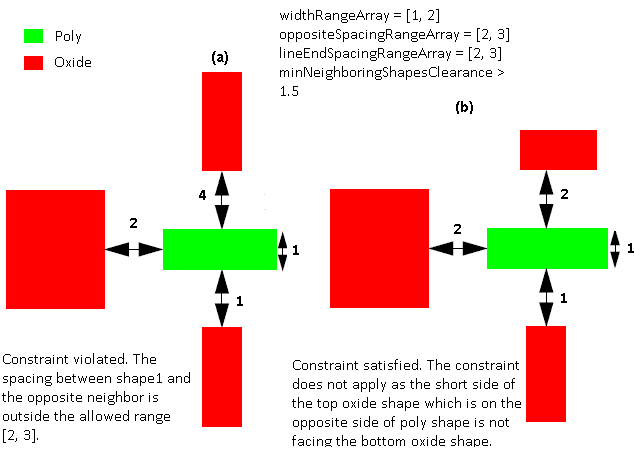 Poly
Oxide
widthRangeArray = [1, 2]
oppositeSpacingRangeArray = [2, 3]
lineEndSpacingRangeArray = [2, 3]
minNeighboringShapesClearance >
1.5
(a)
(b)
4
2
1
1
2
2
1
1
Constraint violated. The
spacing between shape1 and
the opposite neighbor is
outside the allowed range
[2, 3].
Constraint satisfied. The constraint
does not apply as the short side of
the top oxide shape which is on the
opposite side of poly shape is not
facing the bottom oxide shape.